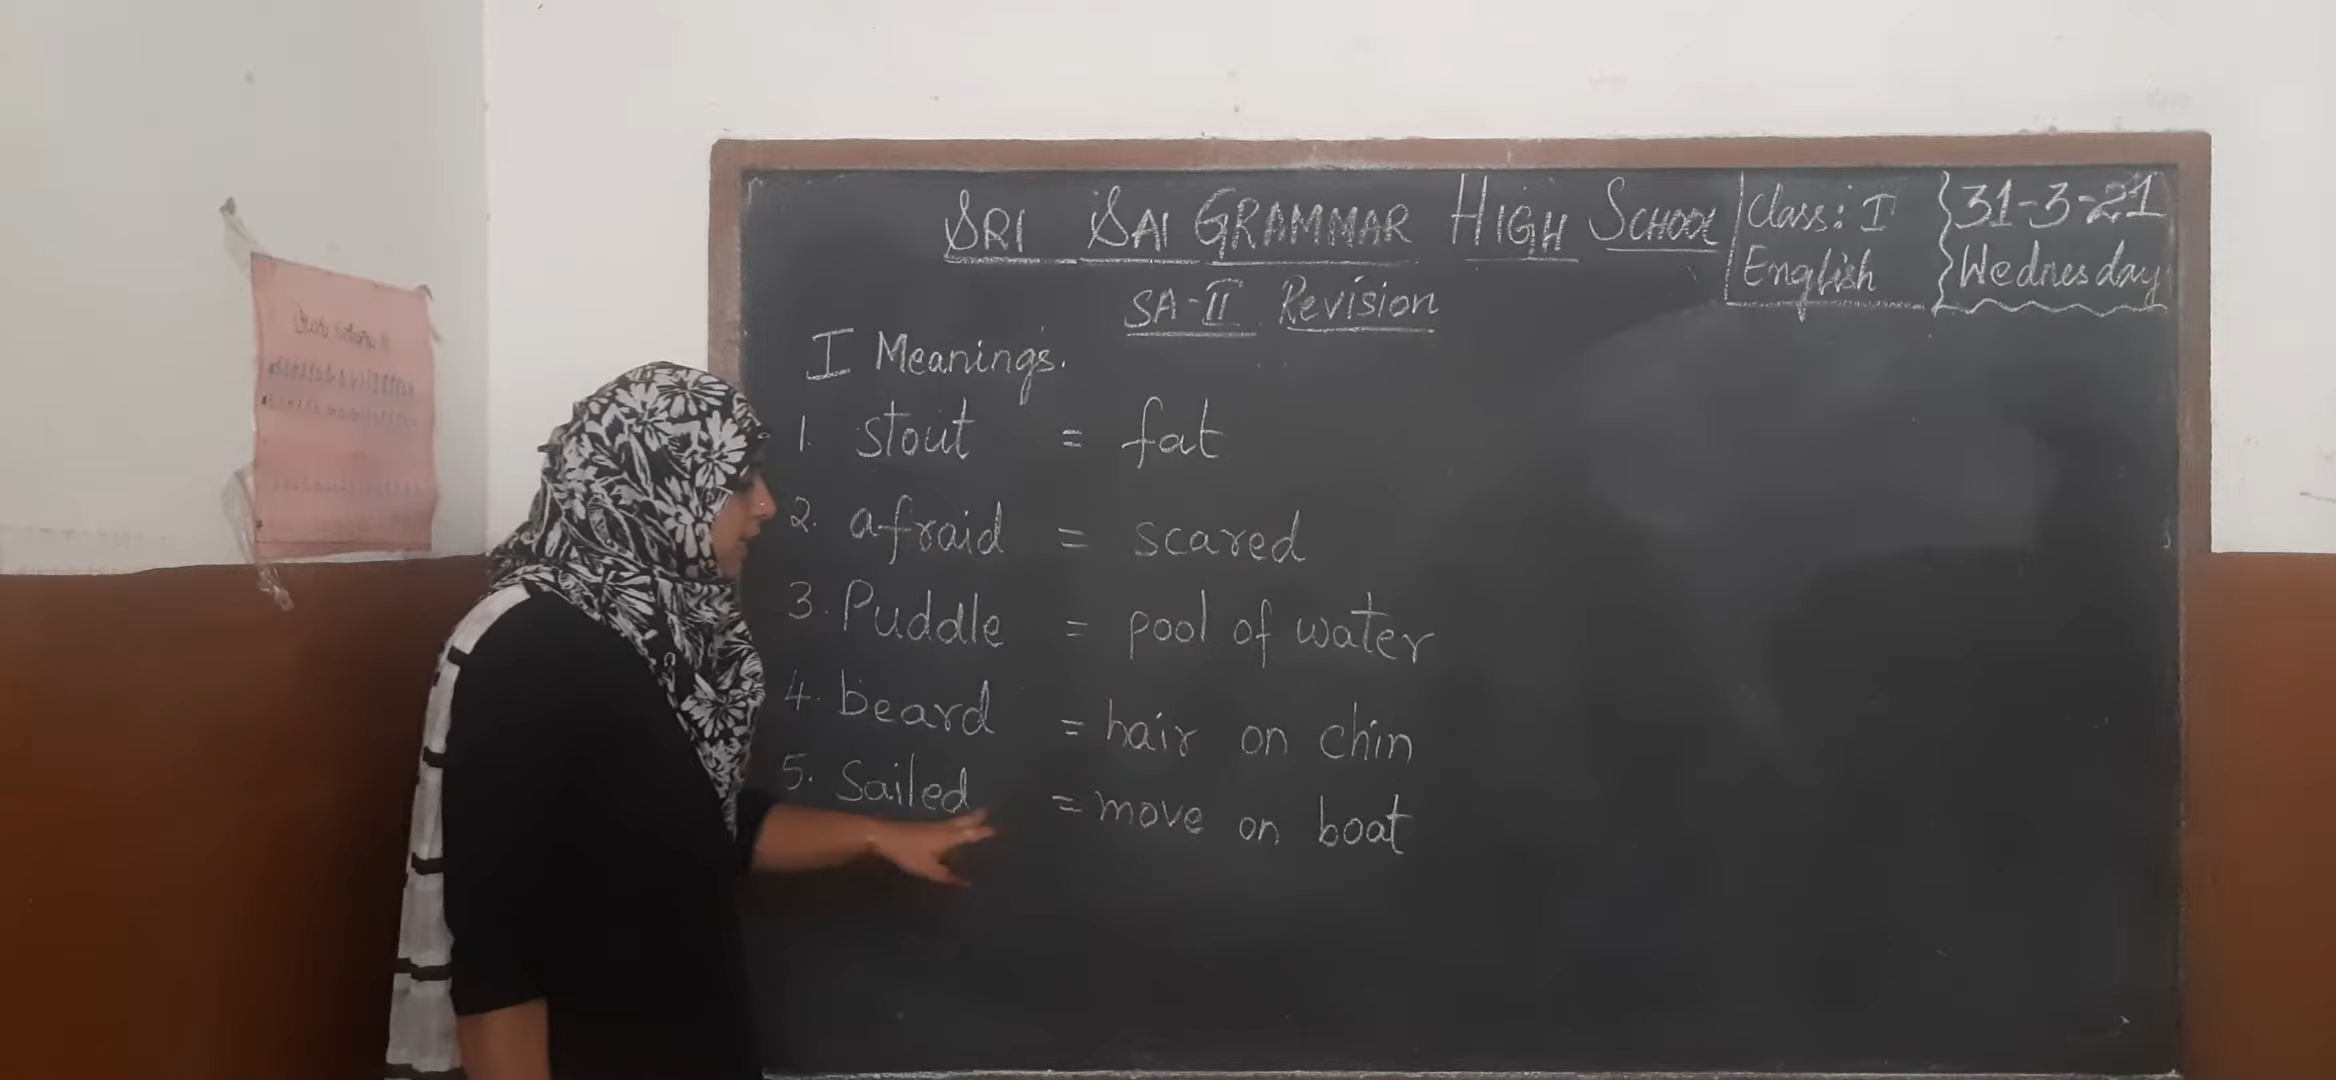 SRI SAI GRAMMAR HIGH SCHOOL
Class: I
English
31-3-21
Wednesday
SA-II Revision
I Meanings.
1. stout = fat
2. afraid = scared
3. Puddle = pool of water
4. beard = hair on chin
5. Sailed = move on boat